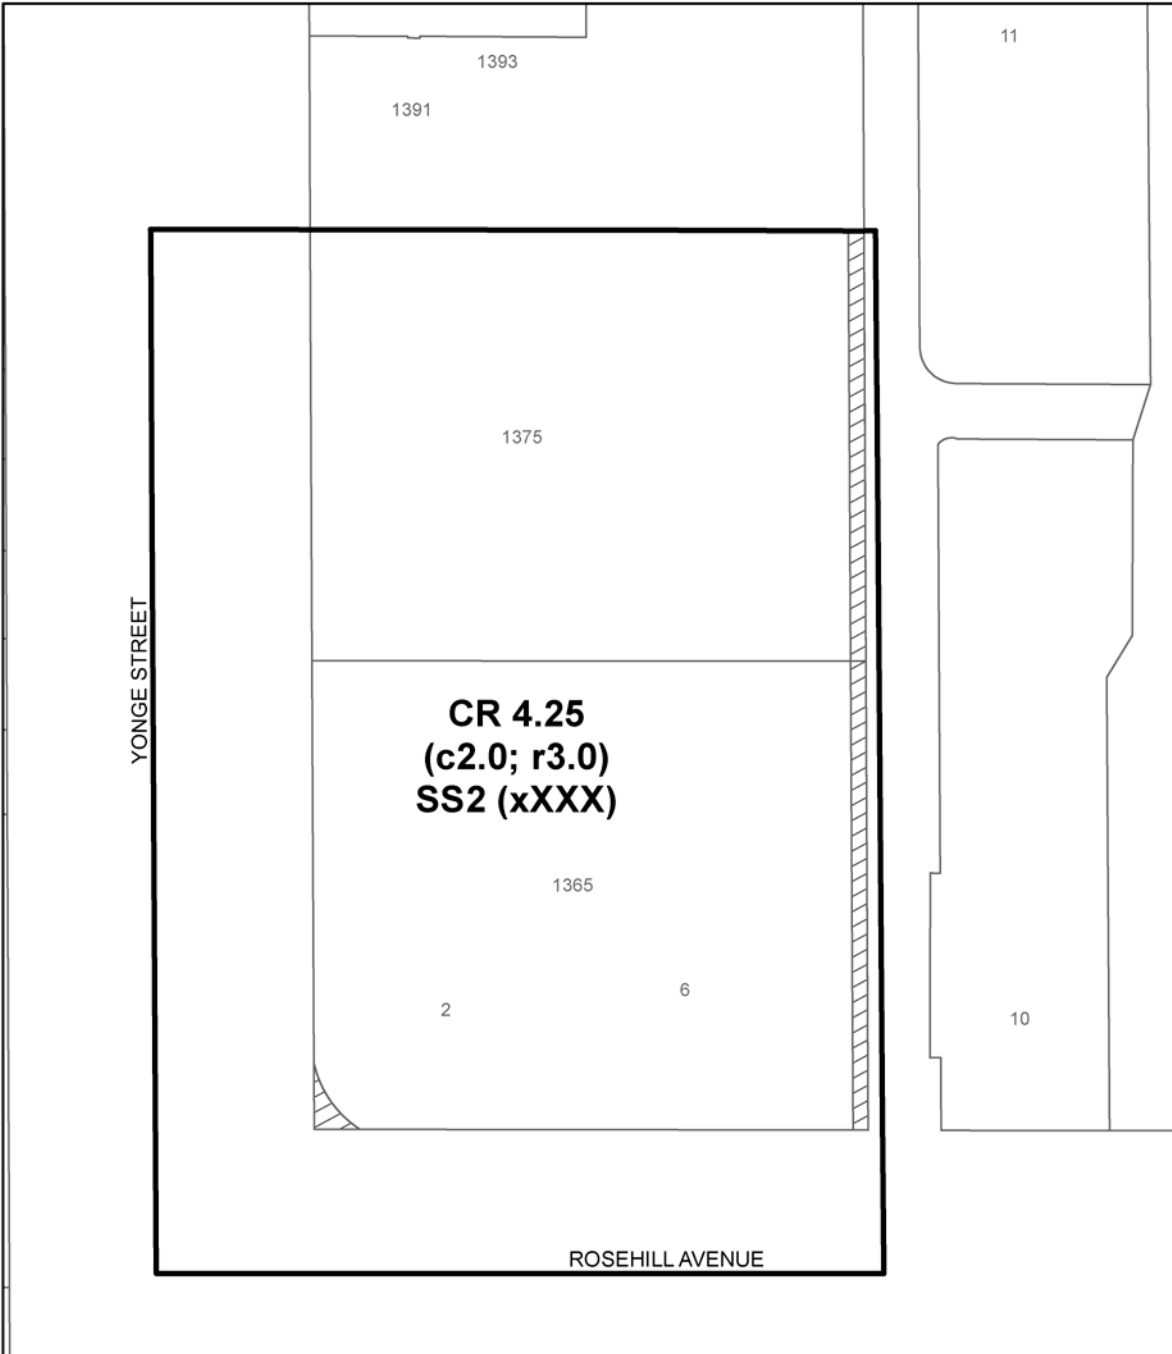 11
1393
1391
1375
YONGE STREET
CR 4.25
(c2.0; r3.0)
SS2 (xXXX)
1365
6
2
10
ROSEHILL AVENUE